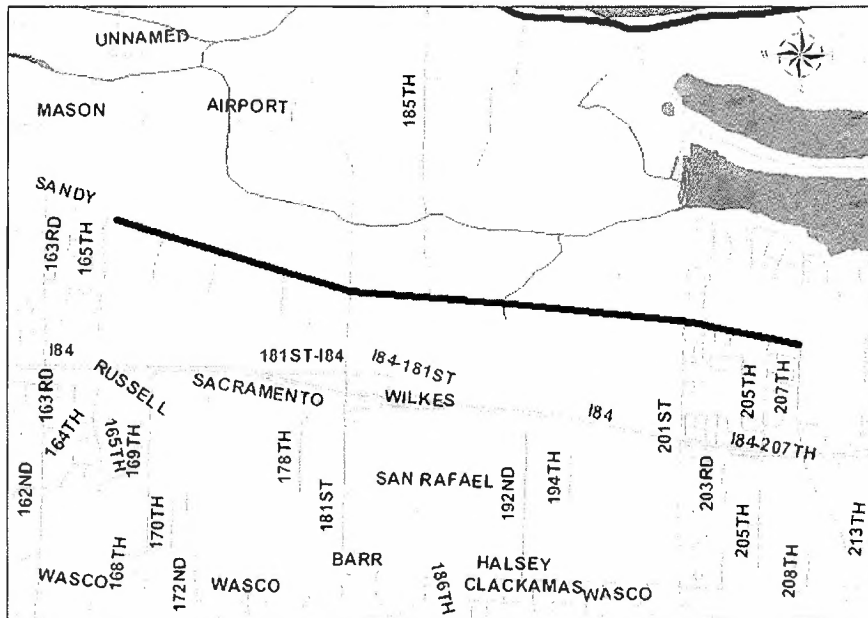 UNNAMED
MASON
AIRPORT
185TH
SANDY
163RD
165TH
I84
181ST-I84
I84-181ST
RUSSELL
SACRAMENTO
WILKES
I84
163RD
164TH
165TH
169TH
201ST
205TH
207TH
I84-207TH
178TH
181ST
SAN RAFAEL
192ND
194TH
203RD
162ND
170TH
205TH
213TH
BARR
HALSEY
CLACKAMAS
WASCO
168TH
172ND
WASCO
186TH
WASCO
208TH